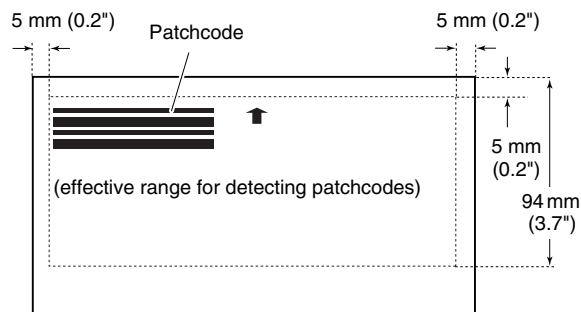 5 mm (0.2")
Patchcode
5 mm (0.2")
5 mm
(0.2")
(effective range for detecting patchcodes)
94 mm
(3.7")